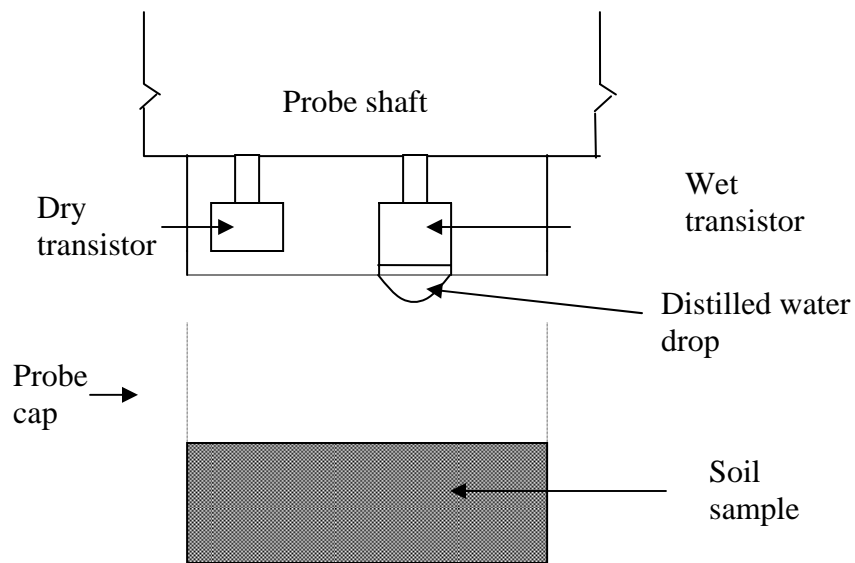 Probe shaft
Dry
transistor
Wet
transistor
Distilled water
drop
Probe
cap
Soil
sample